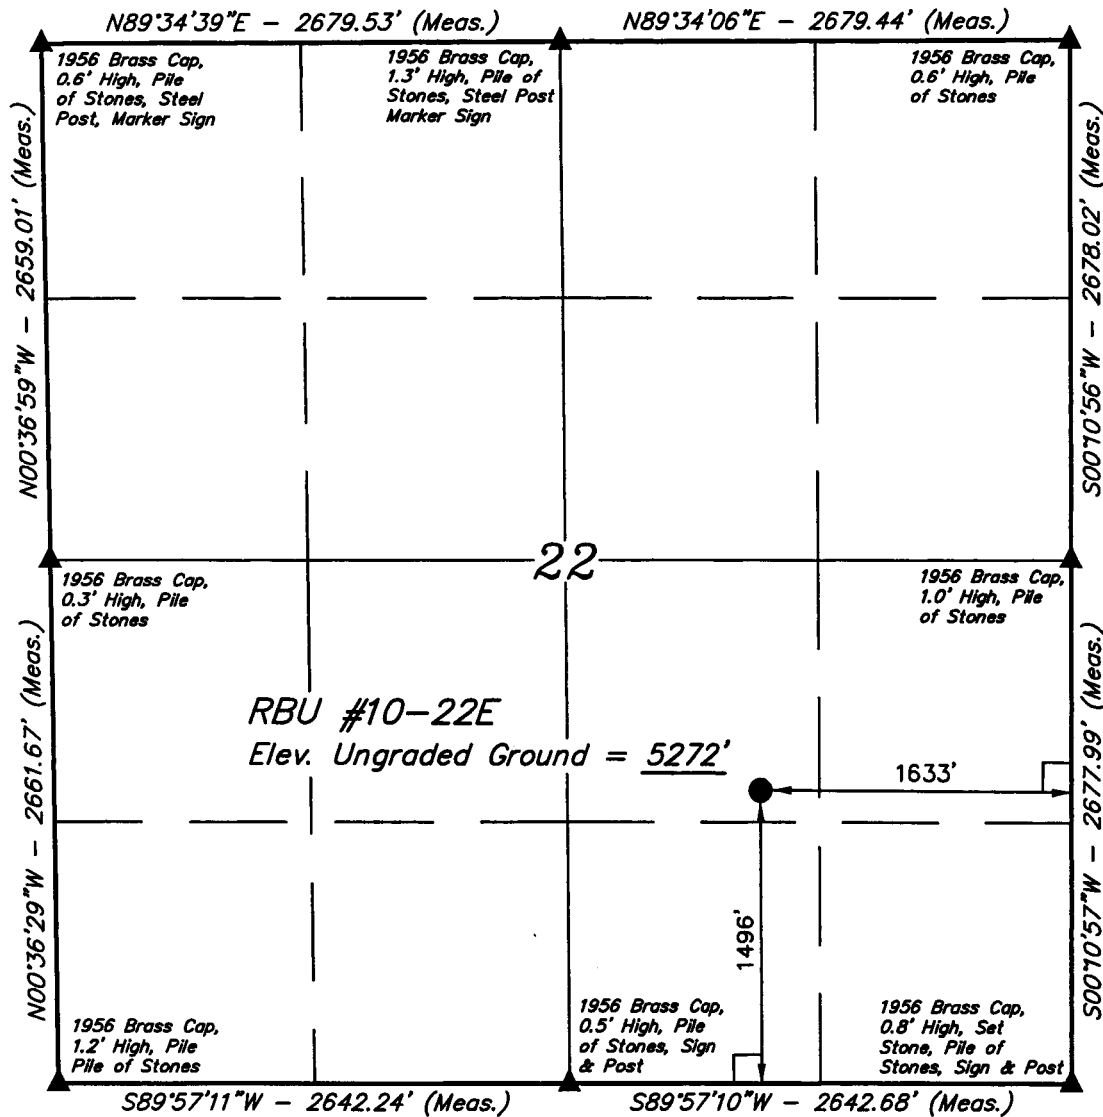 N89°34'39"E - 2679.53' (Meas.)
N89°34'06"E - 2679.44' (Meas.)
1956 Brass Cap,
0.6' High, Pile
of Stones, Steel
Post, Marker Sign
1956 Brass Cap,
1.3' High, Pile of
Stones, Steel Post
Marker Sign
1956 Brass Cap,
0.6' High, Pile
of Stones
N00°36'59"W - 2659.01' (Meas.)
S00°10'56"W - 2678.02' (Meas.)
22
1956 Brass Cap,
0.3' High, Pile
of Stones
1956 Brass Cap,
1.0' High, Pile
of Stones
N00°36'29"W - 2661.67' (Meas.)
RBU #10-22E
Elev. Ungraded Ground = 5272'
1633'
1496'
S00°10'57"W - 2677.99' (Meas.)
1956 Brass Cap,
1.2' High, Pile
Pile of Stones
1956 Brass Cap,
0.5' High, Pile
of Stones, Sign
& Post
1956 Brass Cap,
0.8' High, Set
Stone, Pile of
Stones, Sign & Post
S89°57'11"W - 2642.24' (Meas.)
S89°57'10"W - 2642.68' (Meas.)